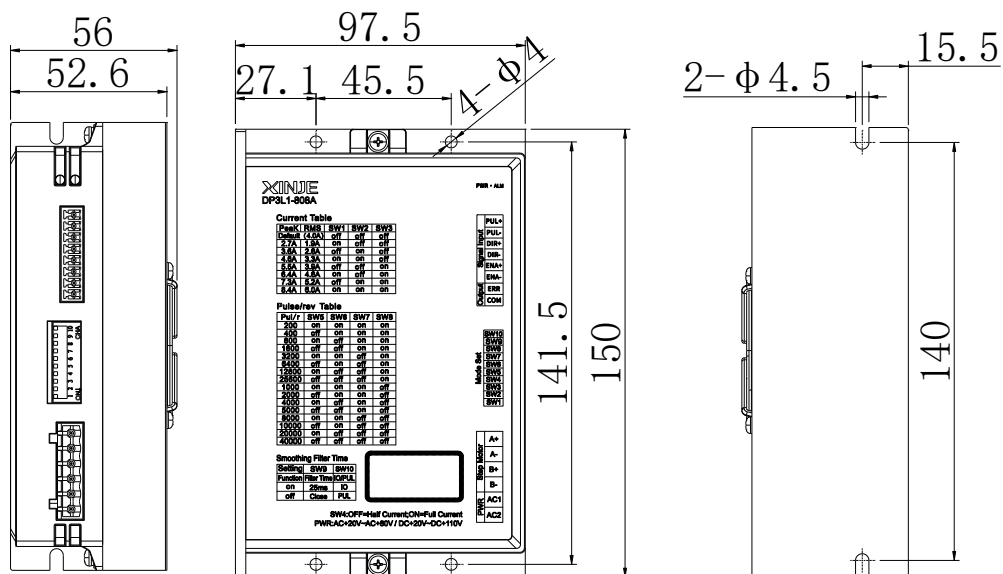 56
52.6
97.5
27.1 45.5
4-φ4
15.5
2-φ4.5
141.5
150
140
XINJE
DP3L1-808A
PWR · ALM
Current Table
Peak RMS SW1 SW2 SW3
Default (4.0A) off off off
2.7A 1.9A on off off
3.6A 2.6A off on off
4.6A 3.3A on on off
5.5A 3.9A off off on
6.4A 4.6A on off on
7.3A 5.2A off on on
8.4A 6.0A on on on
Pulse/rev Table
Pul/r SW5 SW6 SW7 SW8
200 on on on on
400 off on on on
800 on off on on
1600 off off on on
3200 on on off on
6400 off on off on
12800 on off off on
25600 off off off on
1000 on on on off
2000 off on on off
4000 on off on off
5000 off off on off
8000 on on off off
10000 off on off off
20000 on off off off
40000 off off off off
Smoothing Filter Time
Setting SW9 SW10
Function Filter Time IO/PUL
on 25ms IO
off Close PUL
SW4:OFF=Half Current;ON=Full Current
PWR:AC+20V~AC+80V / DC+20V~DC+110V
Signal Input
PUL+
PUL-
DIR+
DIR-
ENA+
ENA-
Output
ERR
COM
Mode Set
SW10
SW9
SW8
SW7
SW6
SW5
SW4
SW3
SW2
SW1
Step Motor
A+
A-
B+
B-
PWR
AC1
AC2
1 2 3 4 5 6 7 8 9 10